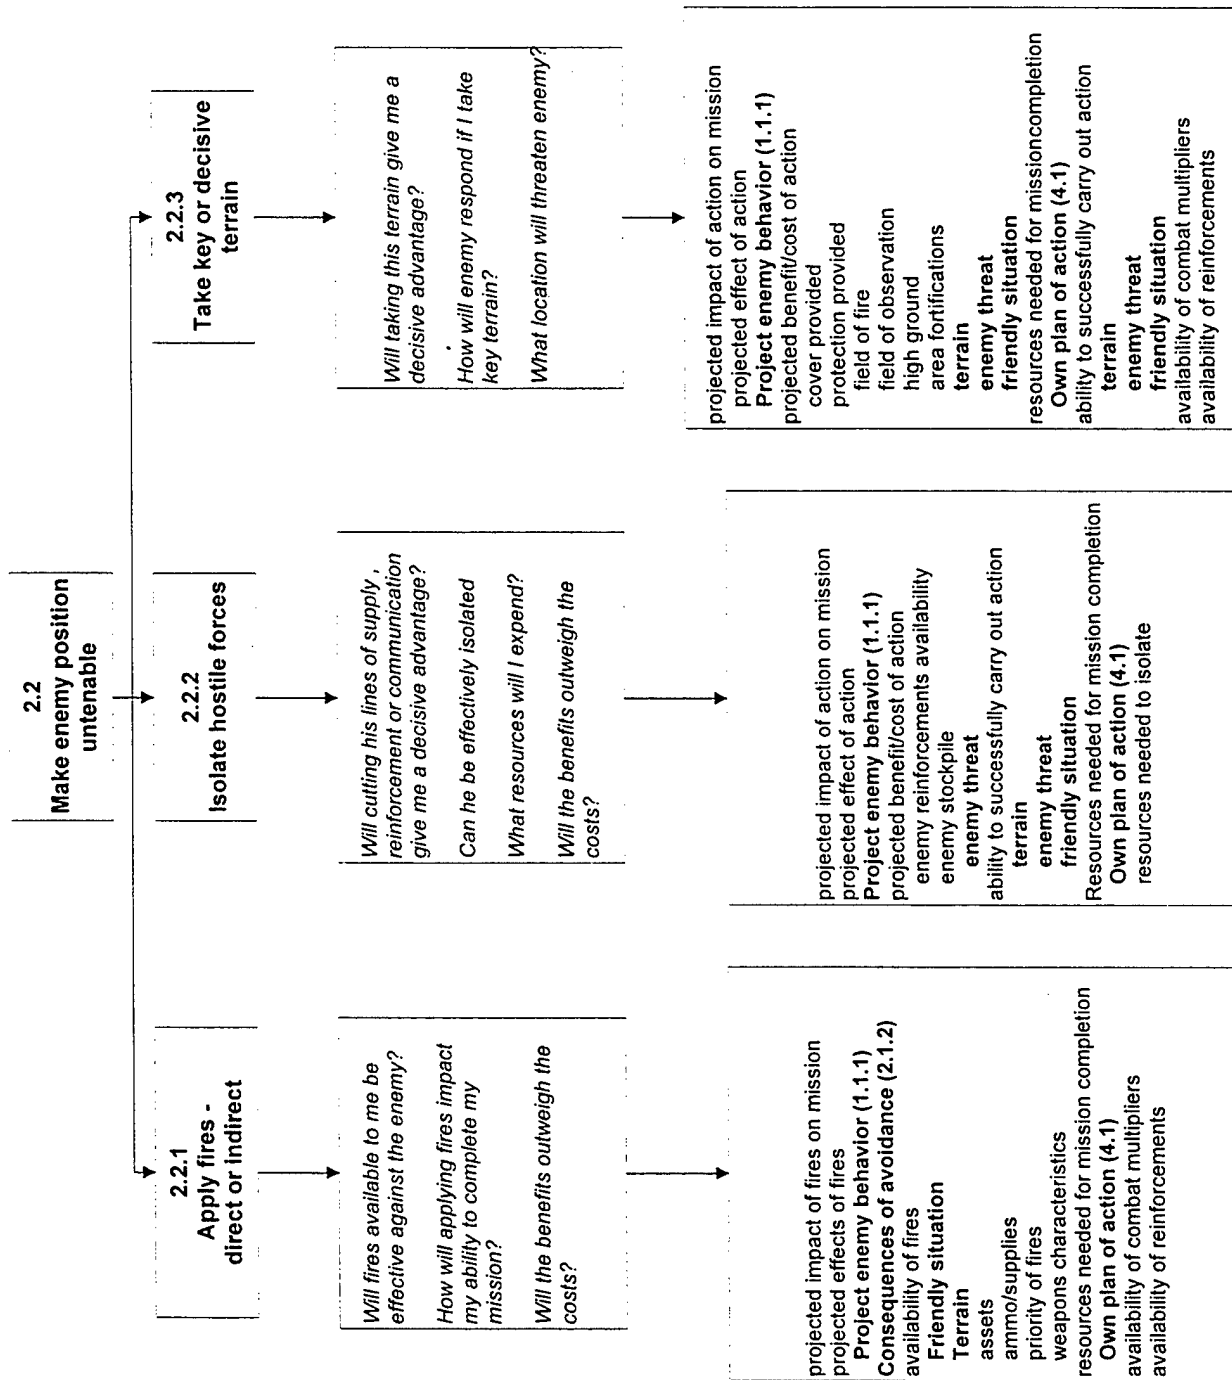 2.2
Make enemy position
untenable
2.2.1
Apply fires -
direct or indirect
Will fires available to me be
effective against the enemy?
How will applying fires impact
my ability to complete my
mission?
Will the benefits outweigh the
costs?
projected impact of fires on mission
projected effects of fires
Project enemy behavior (1.1.1)
Consequences of avoidance (2.1.2)
availability of fires
Friendly situation
Terrain
assets
ammo/supplies
priority of fires
weapons characteristics
resources needed for mission completion
Own plan of action (4.1)
availability of combat multipliers
availability of reinforcements
2.2.2
Isolate hostile forces
Will cutting his lines of supply,
reinforcement or communication
give me a decisive advantage?
Can he be effectively isolated
What resources will I expend?
Will the benefits outweigh the
costs?
projected impact of action on mission
projected effect of action
Project enemy behavior (1.1.1)
projected benefit/cost of action
enemy reinforcements availability
enemy stockpile
enemy threat
ability to successfully carry out action
terrain
enemy threat
friendly situation
Resources needed for mission completion
Own plan of action (4.1)
resources needed to isolate
2.2.3
Take key or decisive
terrain
Will taking this terrain give me a
decisive advantage?
How will enemy respond if I take
key terrain?
What location will threaten enemy?
projected impact of action on mission
projected effect of action
Project enemy behavior (1.1.1)
projected benefit/cost of action
cover provided
protection provided
field of fire
field of observation
high ground
area fortifications
terrain
enemy threat
friendly situation
resources needed for missioncompletion
Own plan of action (4.1)
ability to successfully carry out action
terrain
enemy threat
friendly situation
availability of combat multipliers
availability of reinforcements